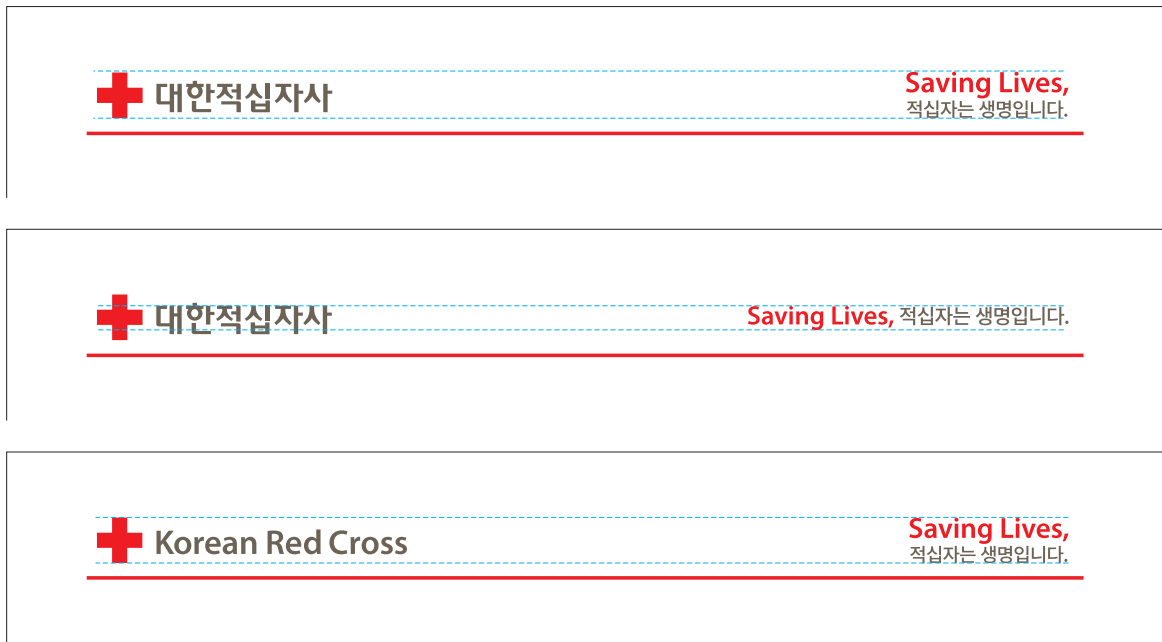 대한적십자사
Saving Lives,
적십자는 생명입니다.
대한적십자사
Saving Lives, 적십자는 생명입니다.
Korean Red Cross
Saving Lives,
적십자는 생명입니다.